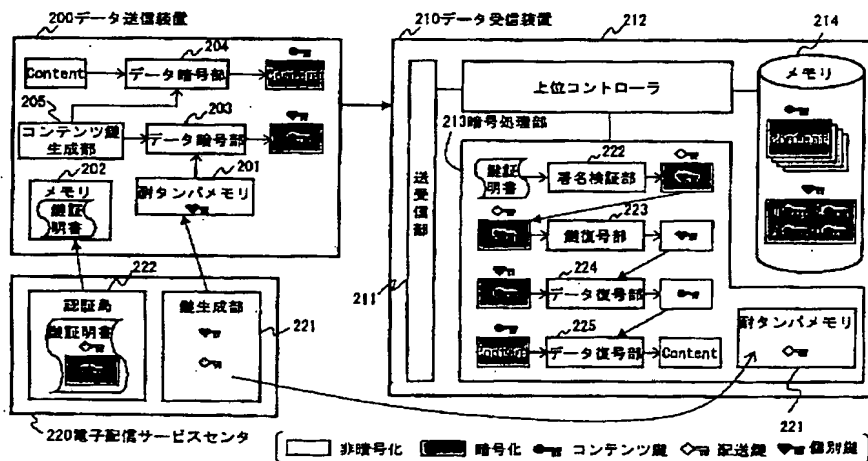 200データ送信装置
204
Content
データ暗号部
Content
205
203
コンテンツ鍵
生成部
データ暗号部
202
メモリ
鍵証
明書
201
耐タンパメモリ
222
認証局
鍵証明書
鍵生成部
221
220電子配信サービスセンタ
210データ受信装置
212
上位コントローラ
213暗号処理部
送受信部
211
鍵証
明書
222
署名検証部
223
鍵復号部
224
データ復号部
225
Content
データ復号部
Content
214
メモリ
Content
耐タンパメモリ
221
非暗号化
暗号化
コンテンツ鍵
配送鍵
個別鍵